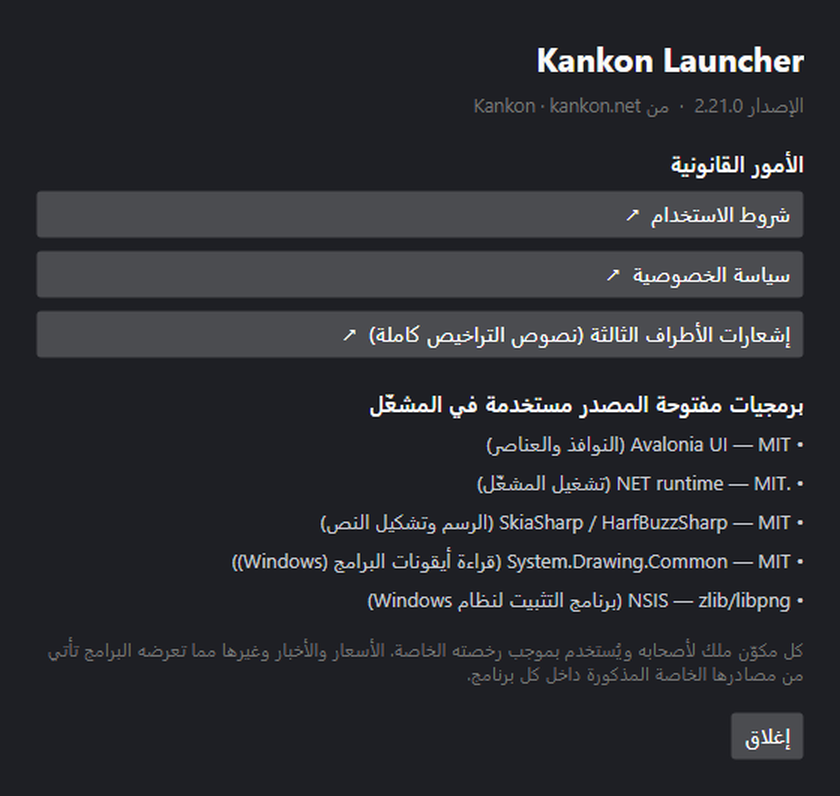 Kankon Launcher
الإصدار 2.21.0 · من Kankon · kankon.net
الأمور القانونية
شروط الاستخدام ↗
سياسة الخصوصية ↗
إشعارات الأطراف الثالثة (نصوص التراخيص كاملة) ↗
برمجيات مفتوحة المصدر مستخدمة في المشغّل
• Avalonia UI — MIT (النوافذ والعناصر)
• .NET runtime — MIT (تشغيل المشغّل)
• SkiaSharp / HarfBuzzSharp — MIT (الرسم وتشكيل النص)
• System.Drawing.Common — MIT (قراءة أيقونات البرامج (Windows))
• NSIS — zlib/libpng (برنامج التثبيت لنظام Windows)
كل مكوّن ملك لأصحابه ويُستخدم بموجب رخصته الخاصة. الأسعار والأخبار وغيرها مما تعرضه البرامج تأتي
من مصادرها الخاصة المذكورة داخل كل برنامج.
إغلاق